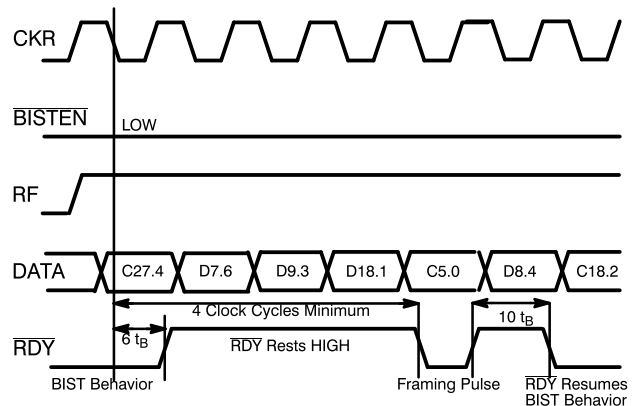 CKR
BISTEN
LOW
RF
DATA
C27.4
D7.6
D9.3
D18.1
C5.0
D8.4
C18.2
4 Clock Cycles Minimum
6 tB
10 tB
RDY
RDY Rests HIGH
BIST Behavior
Framing Pulse
RDY Resumes
BIST Behavior